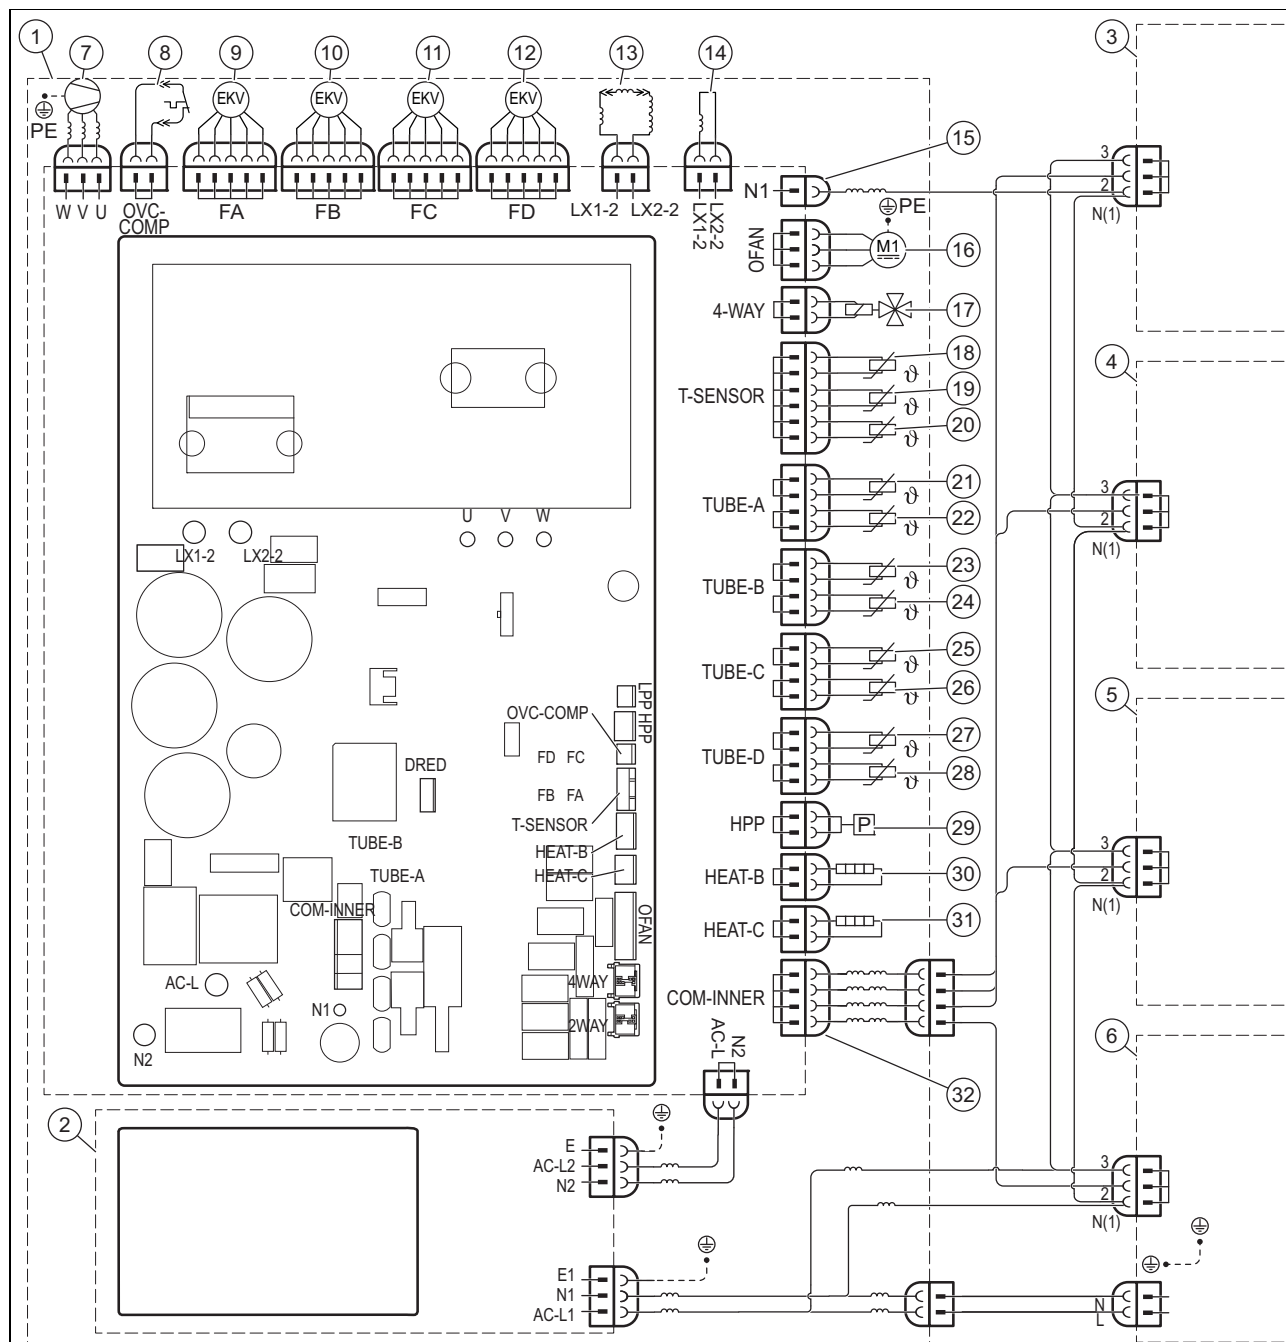 1
7
8
9
10
11
12
13
14
3
EKV
EKV
EKV
EKV
PE
15
3
2
N(1)
N1
W V U
OVC-
COMP
FA
FB
FC
FD
LX1-2
LX2-2
LX1-2
LX2-2
PE
OFAN
M1
16
4-WAY
17
4
T-SENSOR
18
ϑ
19
ϑ
20
ϑ
TUBE-A
21
ϑ
22
ϑ
3
2
N(1)
U
V
W
LX1-2
LX2-2
TUBE-B
23
ϑ
24
ϑ
TUBE-C
25
ϑ
26
ϑ
5
LPP
HPP
OVC-COMP
FD FC
FB FA
DRED
T-SENSOR
TUBE-D
27
ϑ
28
ϑ
HPP
P
29
TUBE-B
HEAT-B
HEAT-C
TUBE-A
COM-INNER
OFAN
HEAT-B
30
HEAT-C
31
3
2
N(1)
COM-INNER
AC-L
N1
N2
4WAY
2WAY
AC-L
N2
32
6
2
E
AC-L2
N2
3
2
N(1)
E1
N1
AC-L1
N
L